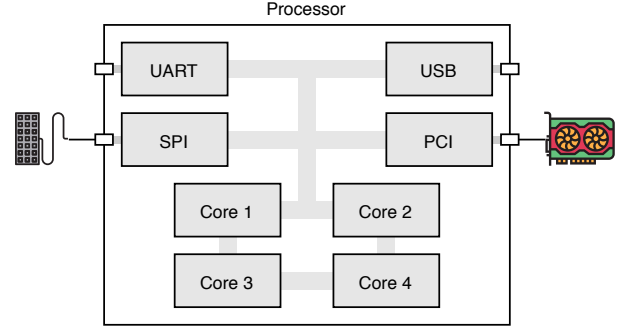 Processor
UART
USB
SPI
PCI
Core 1
Core 2
Core 3
Core 4